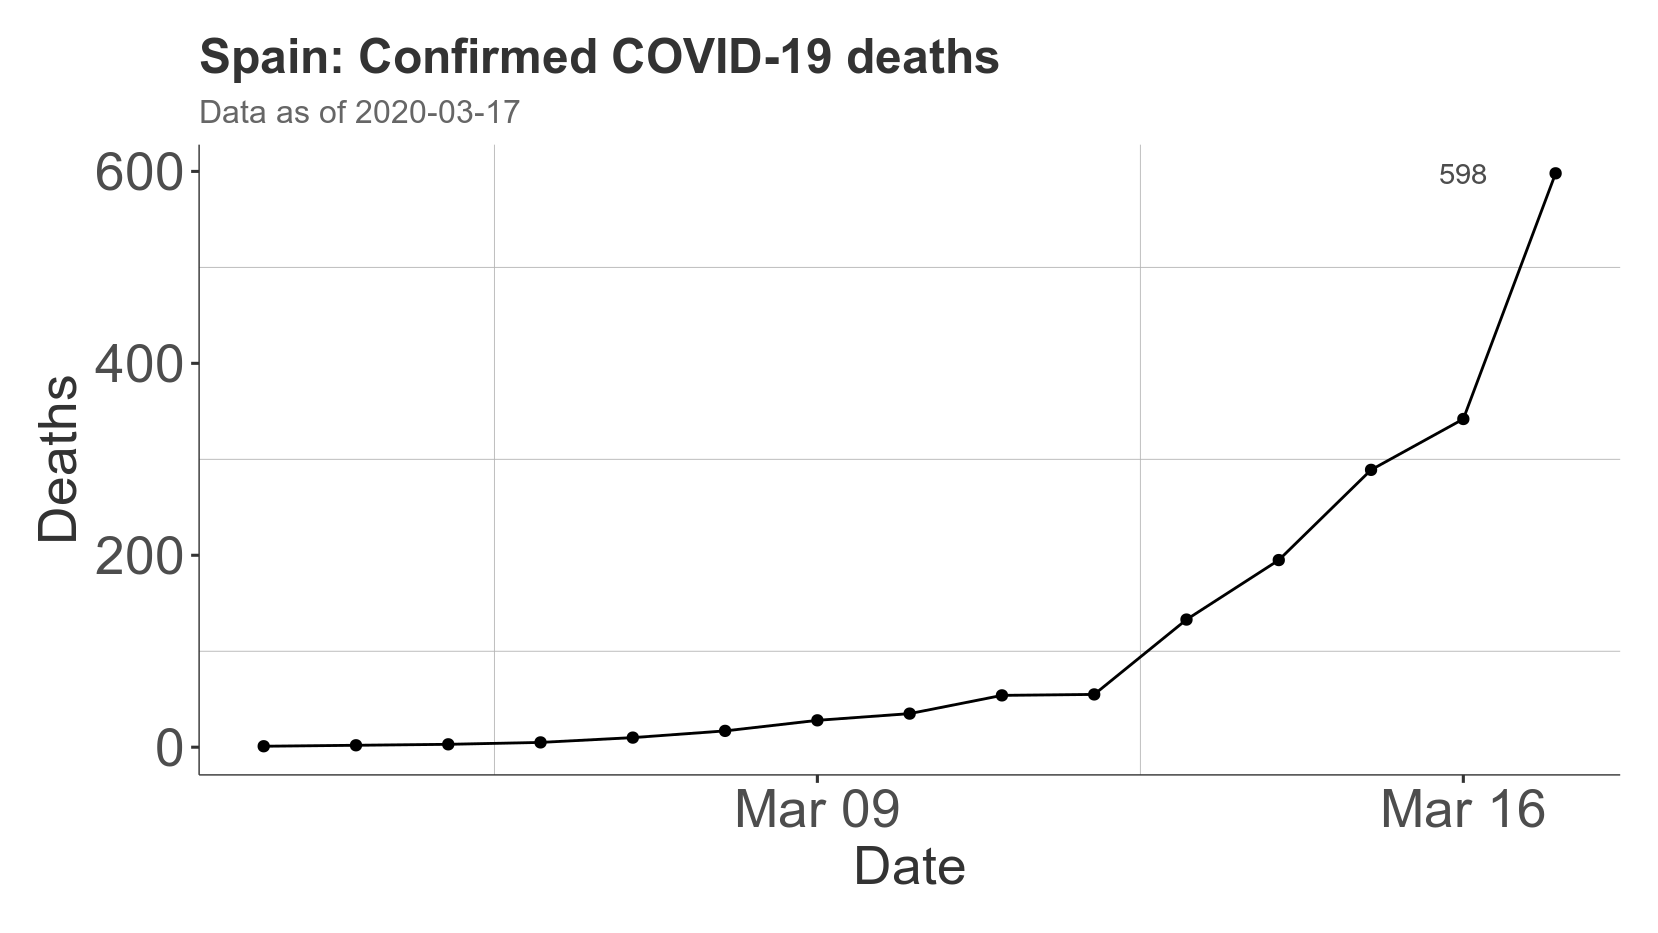 Spain: Confirmed COVID-19 deaths
Data as of 2020-03-17
600
598
400
200
0
Deaths
Mar 09
Mar 16
Date